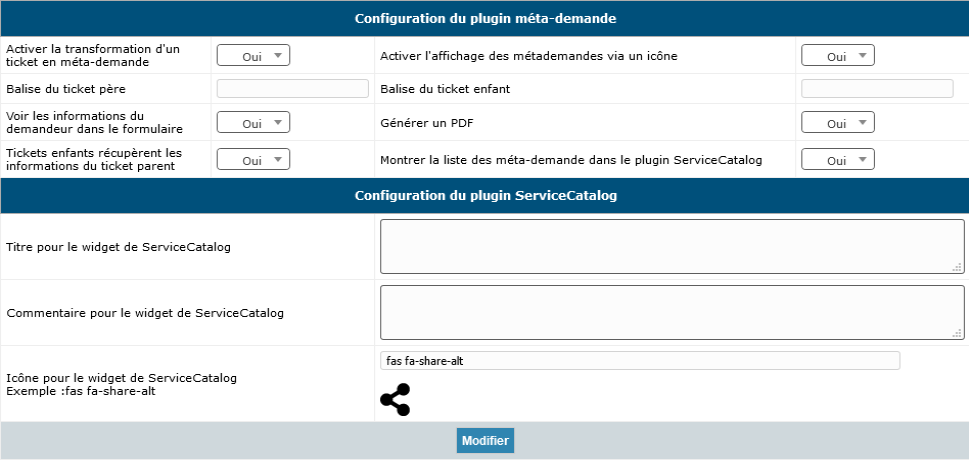 Configuration du plugin méta-demande
Activer la transformation d'un
ticket en méta-demande
Oui
Activer l'affichage des métademandes via un icône
Oui
Balise du ticket père
Balise du ticket enfant
Voir les informations du
demandeur dans le formulaire
Oui
Générer un PDF
Oui
Tickets enfants récupèrent les
informations du ticket parent
Oui
Montrer la liste des méta-demande dans le plugin ServiceCatalog
Oui
Configuration du plugin ServiceCatalog
Titre pour le widget de ServiceCatalog
Commentaire pour le widget de ServiceCatalog
fas fa-share-alt
Icône pour le widget de ServiceCatalog
Exemple :fas fa-share-alt
Modifier